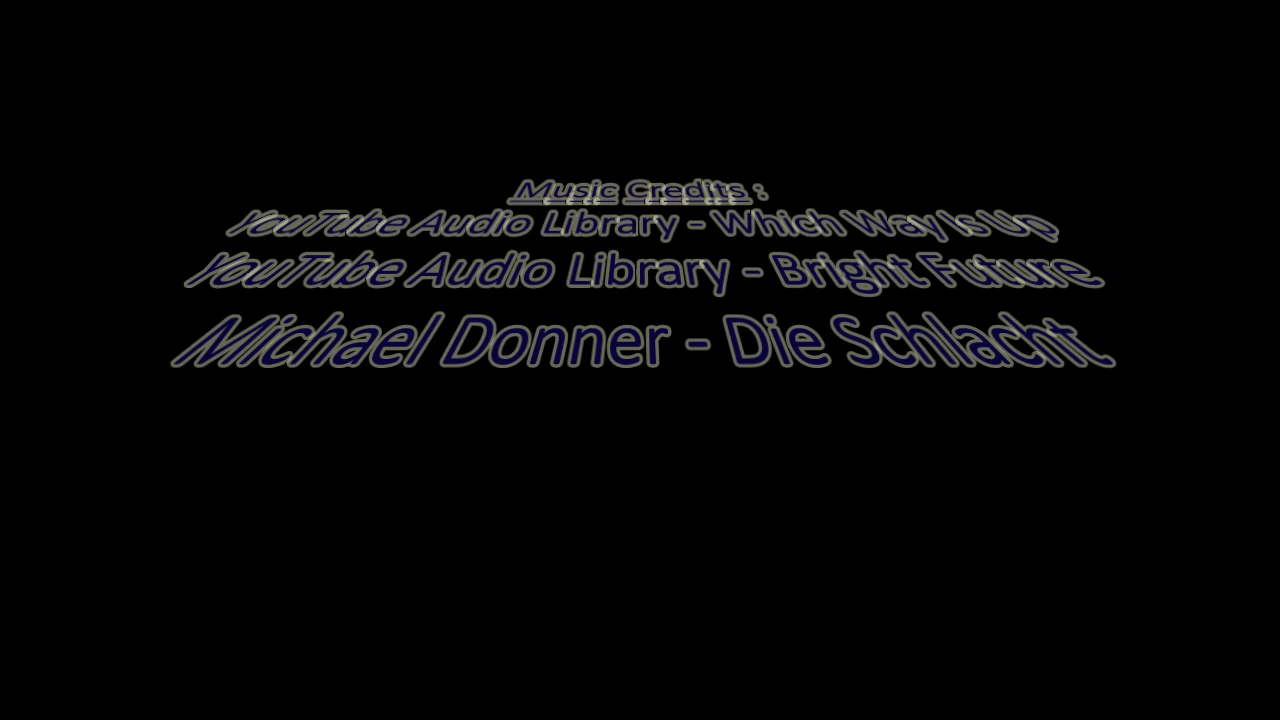 Music Credits :
YouTube Audio Library - Which Way Is Up
YouTube Audio Library - Bright Future
Michael Donner - Die Schlacht